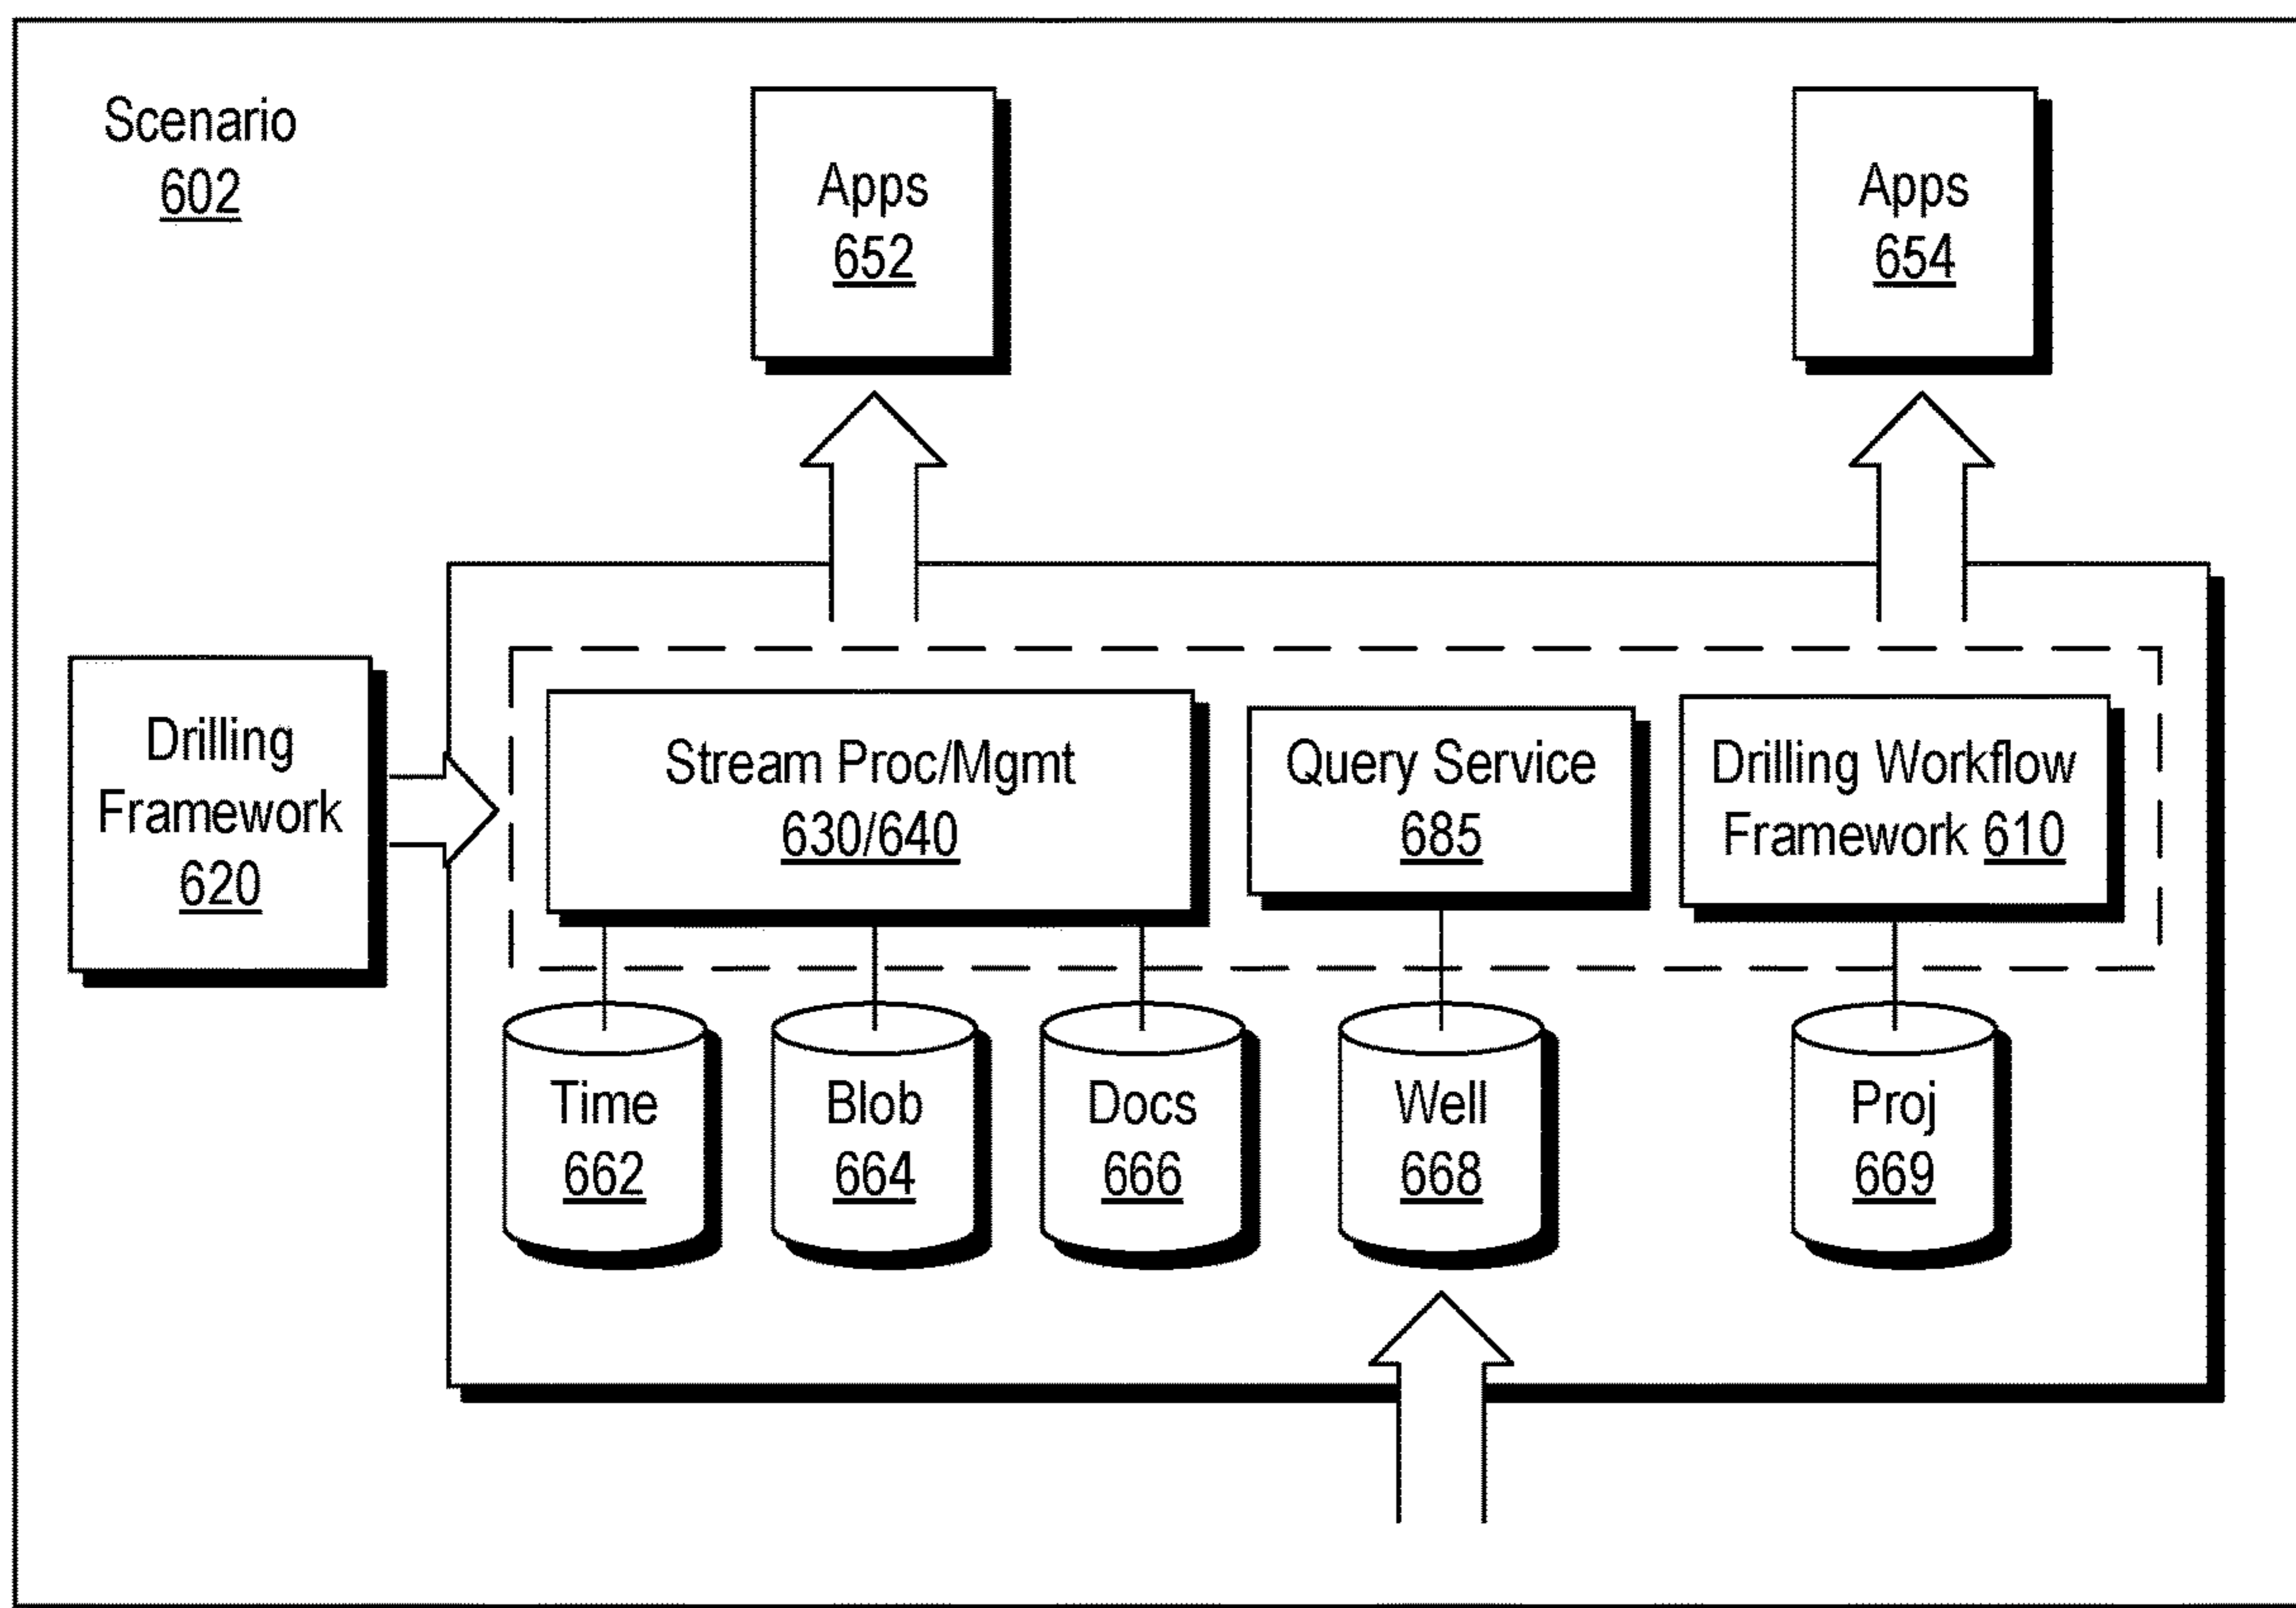 Scenario
602
Apps
652
Apps
654
Drilling
Framework
620
Stream Proc/Mgmt
630/640
Query Service
685
Drilling Workflow
Framework 610
Time
662
Blob
664
Docs
666
Well
668
Proj
669